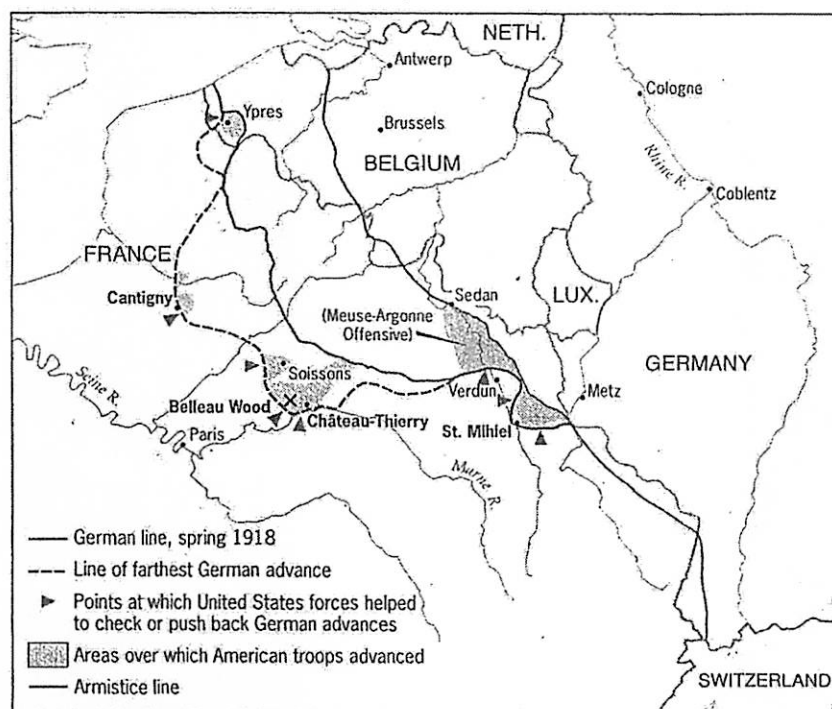 NETH.
Antwerp
Cologne
Ypres
Brussels
BELGIUM
Rhine R.
Coblentz
FRANCE
Cantigny
Sedan
LUX.
(Meuse-Argonne
Offensive)
GERMANY
Seine R.
Soissons
Verdun
Metz
Belleau Wood
Château-Thierry
St. Mihiel
Paris
Marne R.
German line, spring 1918
Line of farthest German advance
Points at which United States forces helped
to check or push back German advances
Areas over which American troops advanced
Armistice line
SWITZERLAND